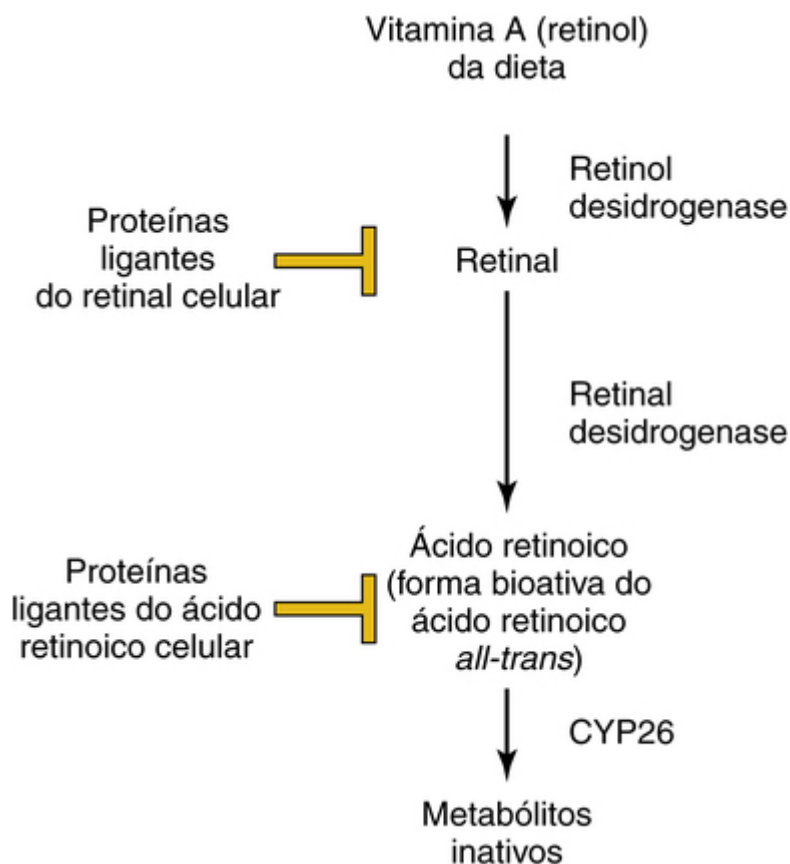 Vitamina A (retinol)
da dieta
Retinol
desidrogenase
Proteínas
ligantes
do retinal celular
Retinal
Retinal
desidrogenase
Proteínas
ligantes do ácido
retinoico celular
Ácido retinoico
(forma bioativa do
ácido retinoico
all-trans)
CYP26
Metabólitos
inativos